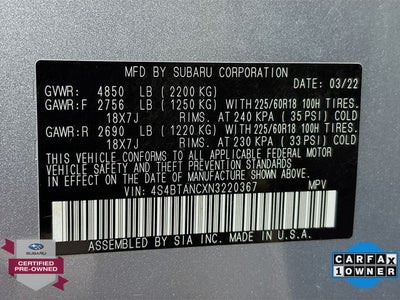 MFD BY SUBARU CORPORATION
GVWR: 4850 LB (2200 KG) DATE: 03/22
GAWR:F 2756 LB (1250 KG) WITH 225/60R18 100H TIRES.
18X7J RIMS. AT 240 KPA (35 PSI) COLD
GAWR:R 2690 LB (1220 KG) WITH 225/60R18 100H TIRES.
18X7J RIMS. AT 230 KPA (33 PSI) COLD
THIS VEHICLE CONFORMS TO ALL APPLICABLE FEDERAL MOTOR
VEHICLE SAFETY, BUMPER, AND THEFT PREVENTION STANDARDS
IN EFFECT ON THE DATE OF MANUFACTURE SHOWN ABOVE.
VIN: 4S4BTANCXN3220367 MPV
ASSEMBLED BY SIA INC. MADE IN U.S.A.
SUBARU
CERTIFIED
PRE-OWNED
CARFAX
1 OWNER